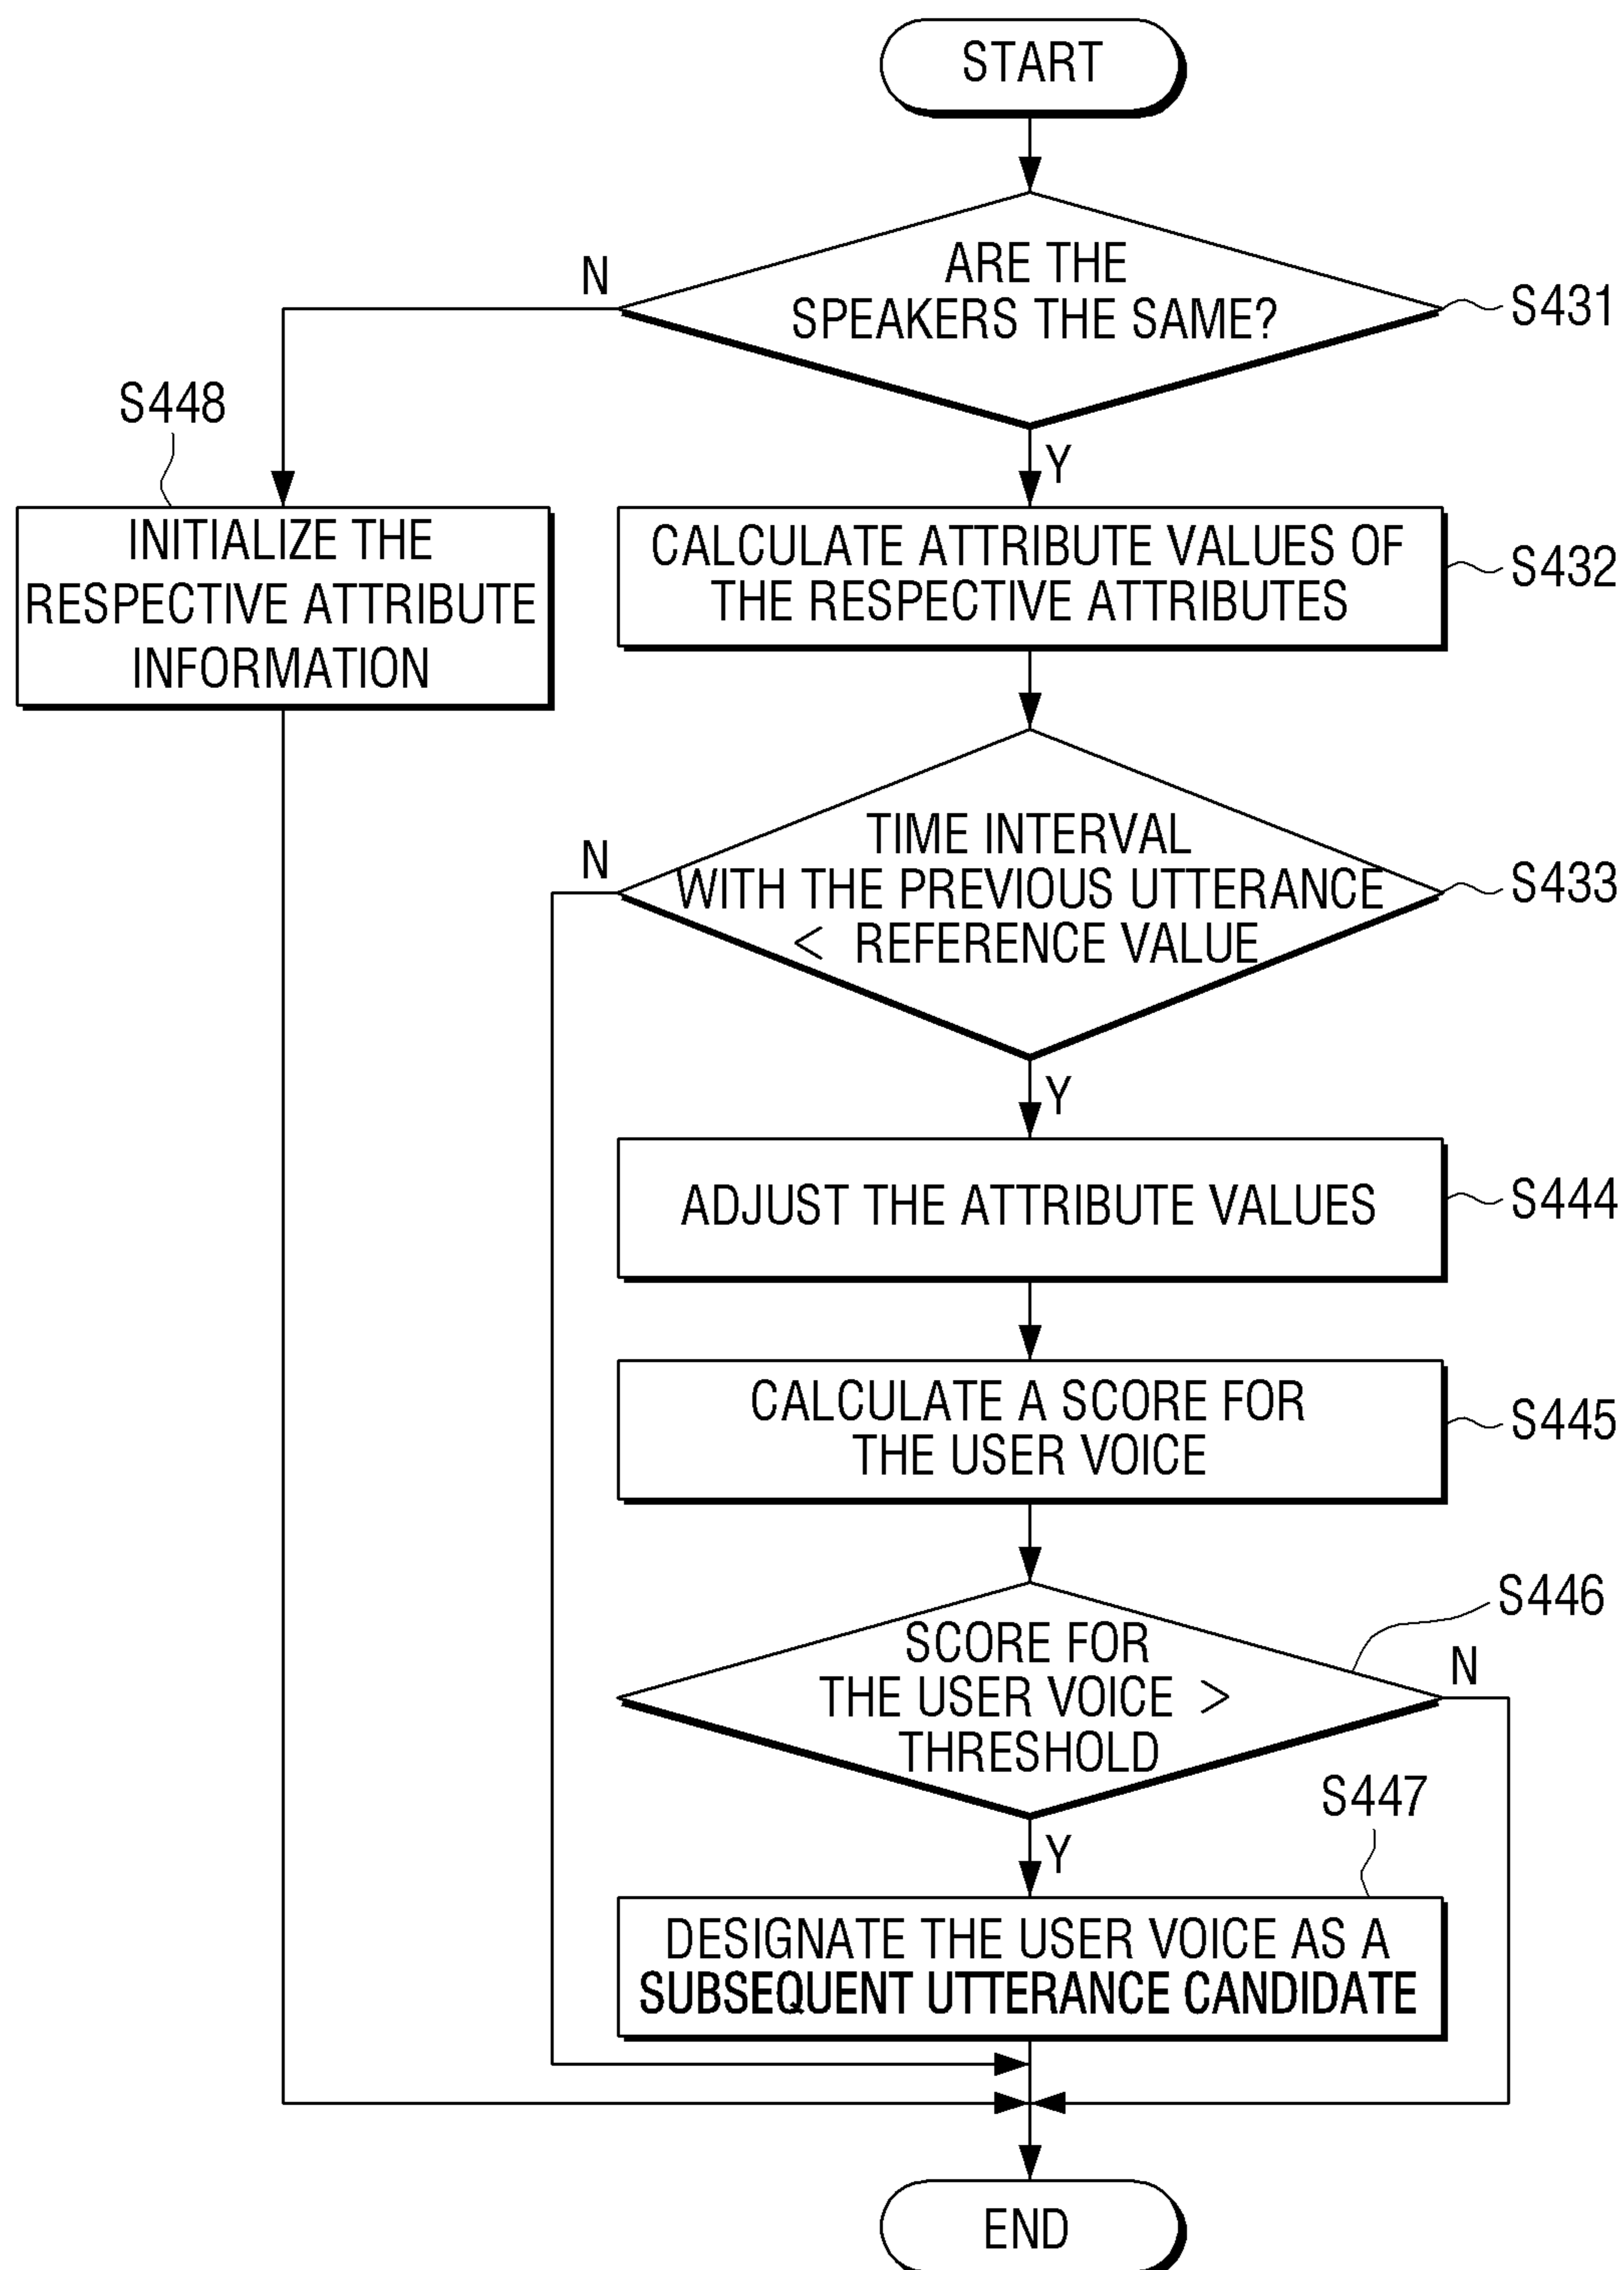 START
ARE THE
SPEAKERS THE SAME?
N
S431
S448
Y
INITIALIZE THE
RESPECTIVE ATTRIBUTE
INFORMATION
CALCULATE ATTRIBUTE VALUES OF
THE RESPECTIVE ATTRIBUTES
S432
TIME INTERVAL
WITH THE PREVIOUS UTTERANCE
< REFERENCE VALUE
N
S433
Y
ADJUST THE ATTRIBUTE VALUES
S444
CALCULATE A SCORE FOR
THE USER VOICE
S445
SCORE FOR
THE USER VOICE >
THRESHOLD
S446
N
Y
S447
DESIGNATE THE USER VOICE AS A
SUBSEQUENT UTTERANCE CANDIDATE
END